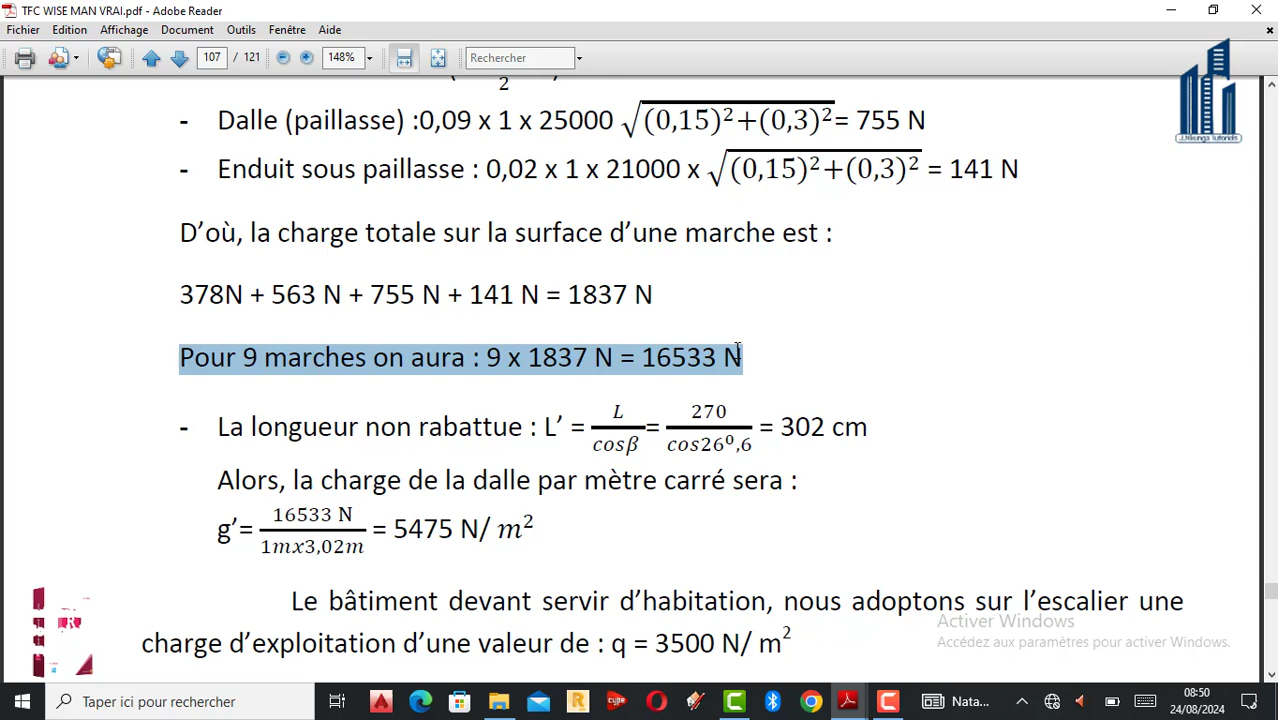 TFC WISE MAN VRAI.pdf - Adobe Reader
Fichier Edition Affichage Document Outils Fenêtre Aide
107 / 121 148% Rechercher
2
- Dalle (paillasse) :0,09 x 1 x 25000 √(0,15)²+(0,3)²= 755 N
- Enduit sous paillasse : 0,02 x 1 x 21000 x √(0,15)²+(0,3)² = 141 N
D'où, la charge totale sur la surface d'une marche est :
378N + 563 N + 755 N + 141 N = 1837 N
Pour 9 marches on aura : 9 x 1837 N = 16533 N
- La longueur non rabattue : L' = L/cosβ = 270/cos26⁰,6 = 302 cm
Alors, la charge de la dalle par mètre carré sera :
g'= 16533 N/1mx3,02m = 5475 N/ m²
Le bâtiment devant servir d'habitation, nous adoptons sur l'escalier une
charge d'exploitation d'une valeur de : q = 3500 N/ m²
Activer Windows
Accédez aux paramètres pour activer Windows.
Taper ici pour rechercher
Nata...
08:50
24/08/2024